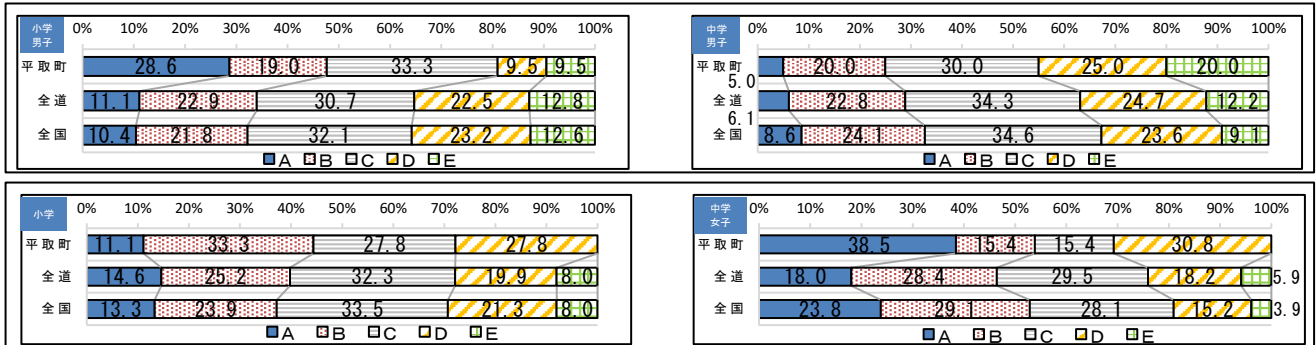 小学
男子
0% 10% 20% 30% 40% 50% 60% 70% 80% 90% 100%
平取町 28.6 19.0 33.3 9.5 9.5
全道 11.1 22.9 30.7 22.5 12.8
全国 10.4 21.8 32.1 23.2 12.6
A B C D E
中学
男子
0% 10% 20% 30% 40% 50% 60% 70% 80% 90% 100%
平取町 5.0 20.0 30.0 25.0 20.0
全道 6.1 22.8 34.3 24.7 12.2
全国 8.6 24.1 34.6 23.6 9.1
A B C D E
小学
0% 10% 20% 30% 40% 50% 60% 70% 80% 90% 100%
平取町 11.1 33.3 27.8 27.8
全道 14.6 25.2 32.3 19.9 8.0
全国 13.3 23.9 33.5 21.3 8.0
A B C D E
中学
女子
0% 10% 20% 30% 40% 50% 60% 70% 80% 90% 100%
平取町 38.5 15.4 15.4 30.8
全道 18.0 28.4 29.5 18.2 5.9
全国 23.8 29.1 28.1 15.2 3.9
A B C D E